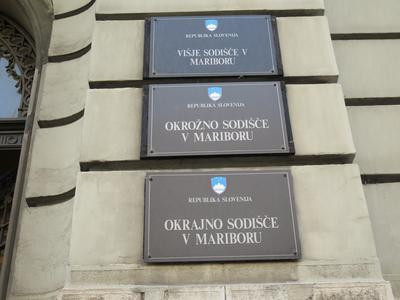 REPUBLIKA SLOVENIJA
VIŠJE SODIŠČE V
MARIBORU
REPUBLIKA SLOVENIJA
OKROŽNO SODIŠČE
V MARIBORU
REPUBLIKA SLOVENIJA
OKRAJNO SODIŠČE
V MARIBORU